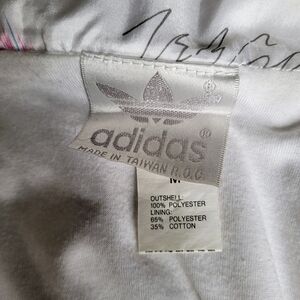 adidas ®
MADE IN TAIWAN R.O.C.
M
OUTSHELL:
100% POLYESTER
LINING:
65% POLYESTER
35% COTTON